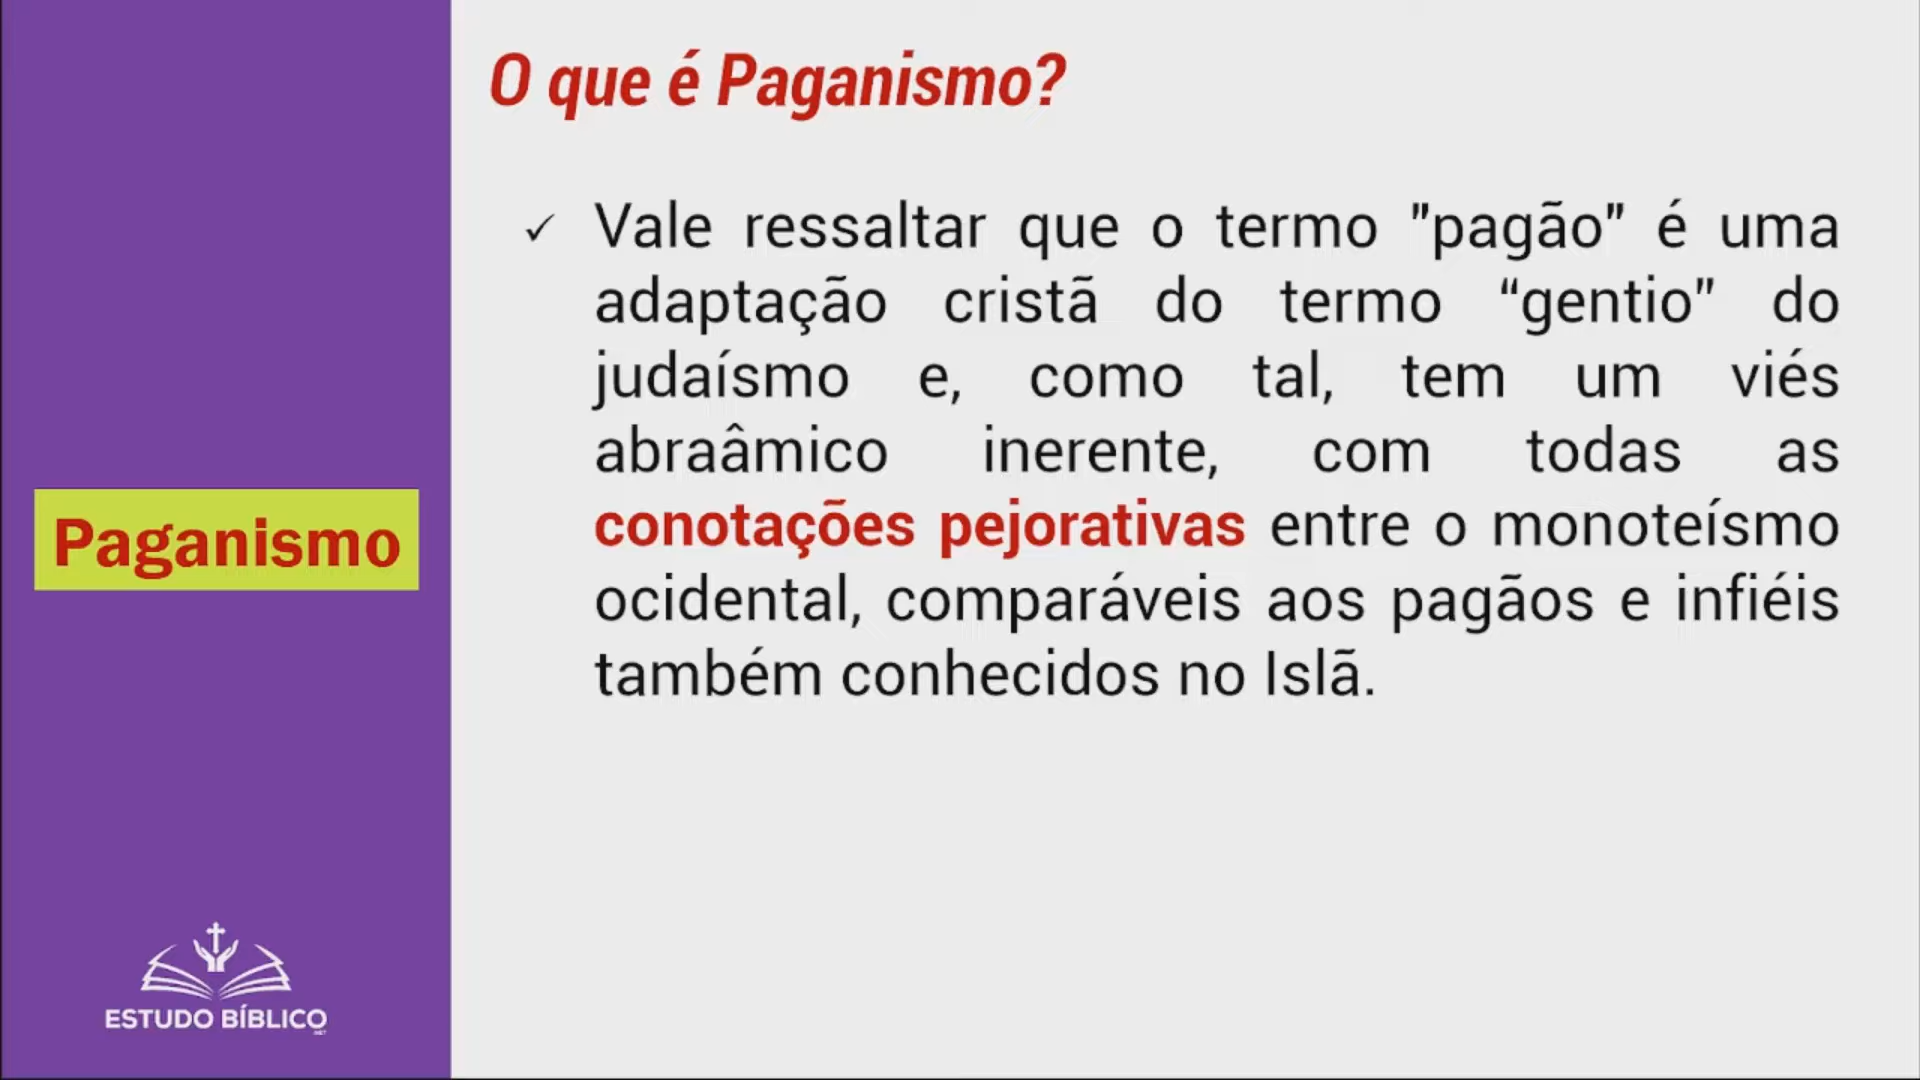 O que é Paganismo?
✓ Vale ressaltar que o termo "pagão" é uma
adaptação cristã do termo “gentio” do
judaísmo e, como tal, tem um viés
abraâmico inerente, com todas as
conotações pejorativas entre o monoteísmo
ocidental, comparáveis aos pagãos e infiéis
também conhecidos no Islã.
Paganismo
ESTUDO BÍBLICO